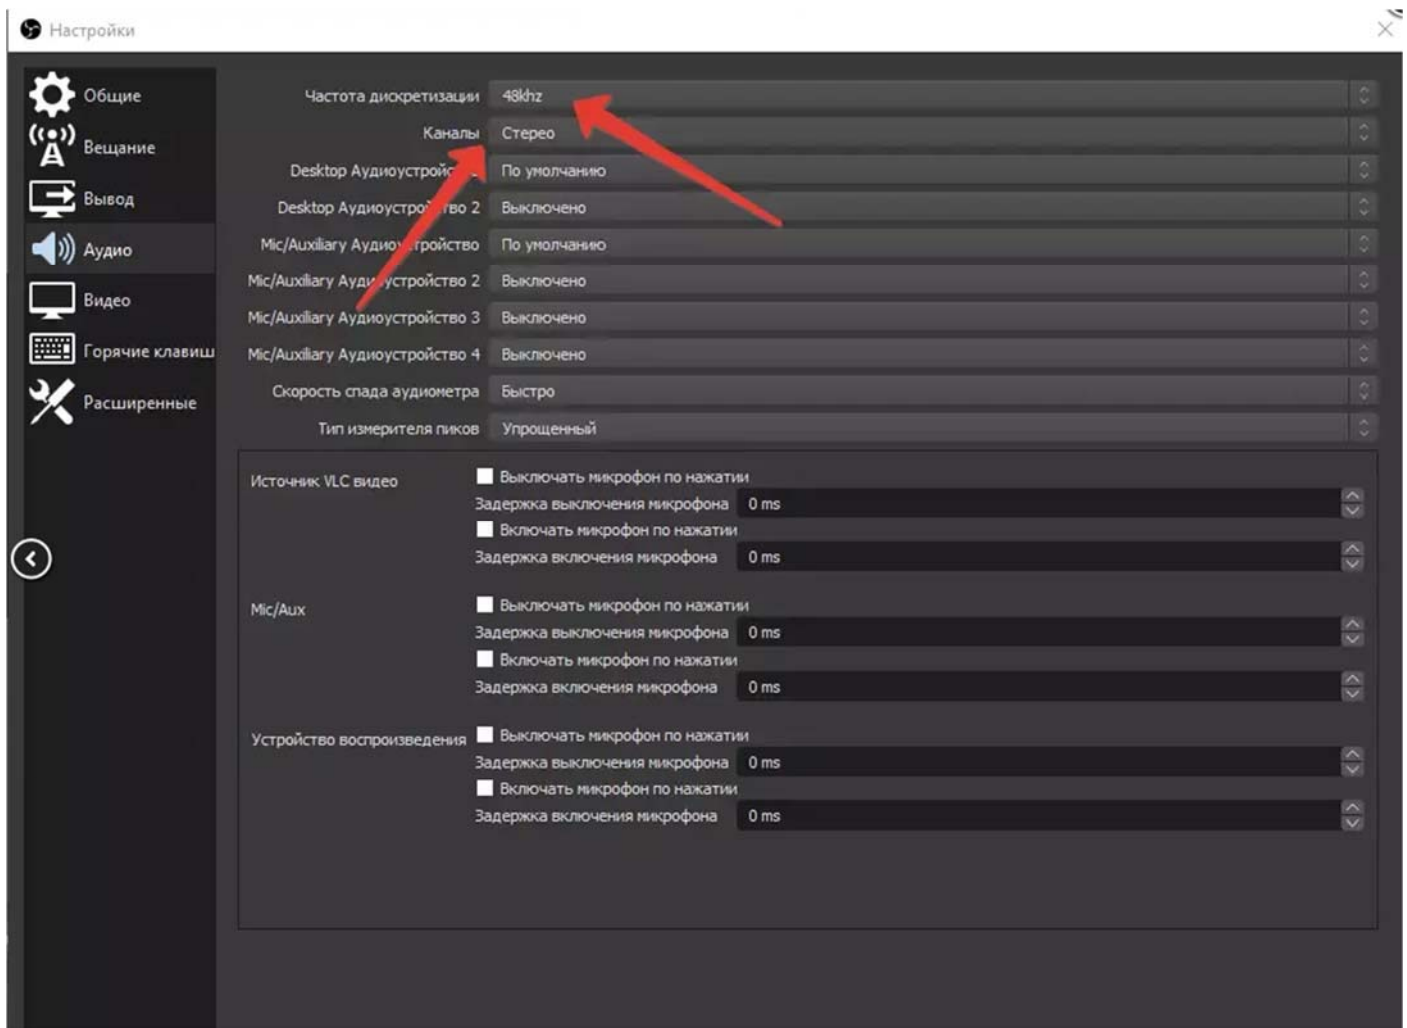 Настройки
Общие
Вещание
Вывод
Аудио
Видео
Горячие клавиш
Расширенные
Частота дискретизации 48khz
Каналы Стерео
Desktop По умолчанию
Desktop 2 Выключено
Mic/Auxiliary По умолчанию
Mic/Auxiliary 2 Выключено
Mic/Auxiliary Аудиоустройство 3 Выключено
Mic/Auxiliary Аудиоустройство 4 Выключено
Скорость спада аудиометра Быстро
Тип измерителя пиков Упрощенный
Источник VLC видео Выключать микрофон по нажатии
Задержка выключения микрофона 0 ms
Включать микрофон по нажатии
Задержка включения микрофона 0 ms
Mic/Aux Выключать микрофон по нажатии
Задержка выключения микрофона 0 ms
Включать микрофон по нажатии
Задержка включения микрофона 0 ms
Устройство воспроизведения Выключать микрофон по нажатии
Задержка выключения микрофона 0 ms
Включать микрофон по нажатии
Задержка включения микрофона 0 ms